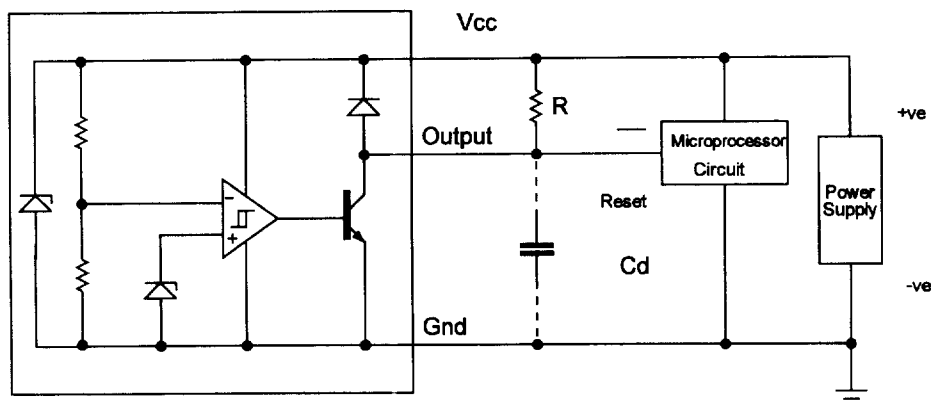 Vcc
R
+ve
Output
Microprocessor
Circuit
Power
Supply
Reset
−
+
Cd
-ve
Gnd